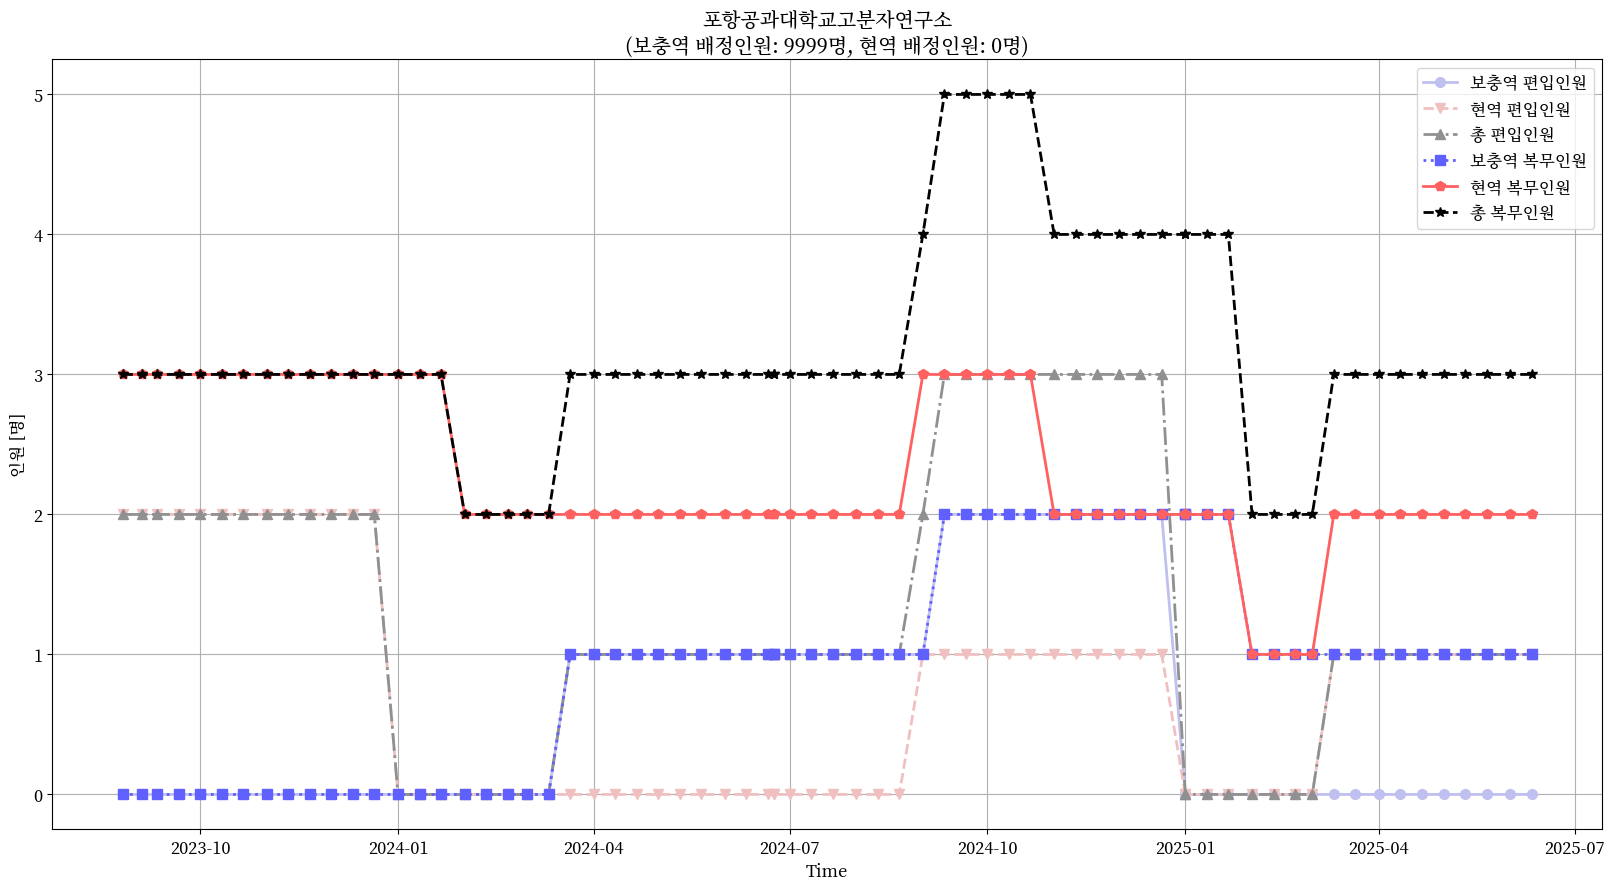 포항공과대학교고분자연구소
(보충역 배정인원: 9999명, 현역 배정인원: 0명)
보충역 편입인원
현역 편입인원
총 편입인원
보충역 복무인원
현역 복무인원
총 복무인원
인원 [명]
5
4
3
2
1
0
2023-10
2024-01
2024-04
2024-07
2024-10
2025-01
2025-04
2025-07
Time